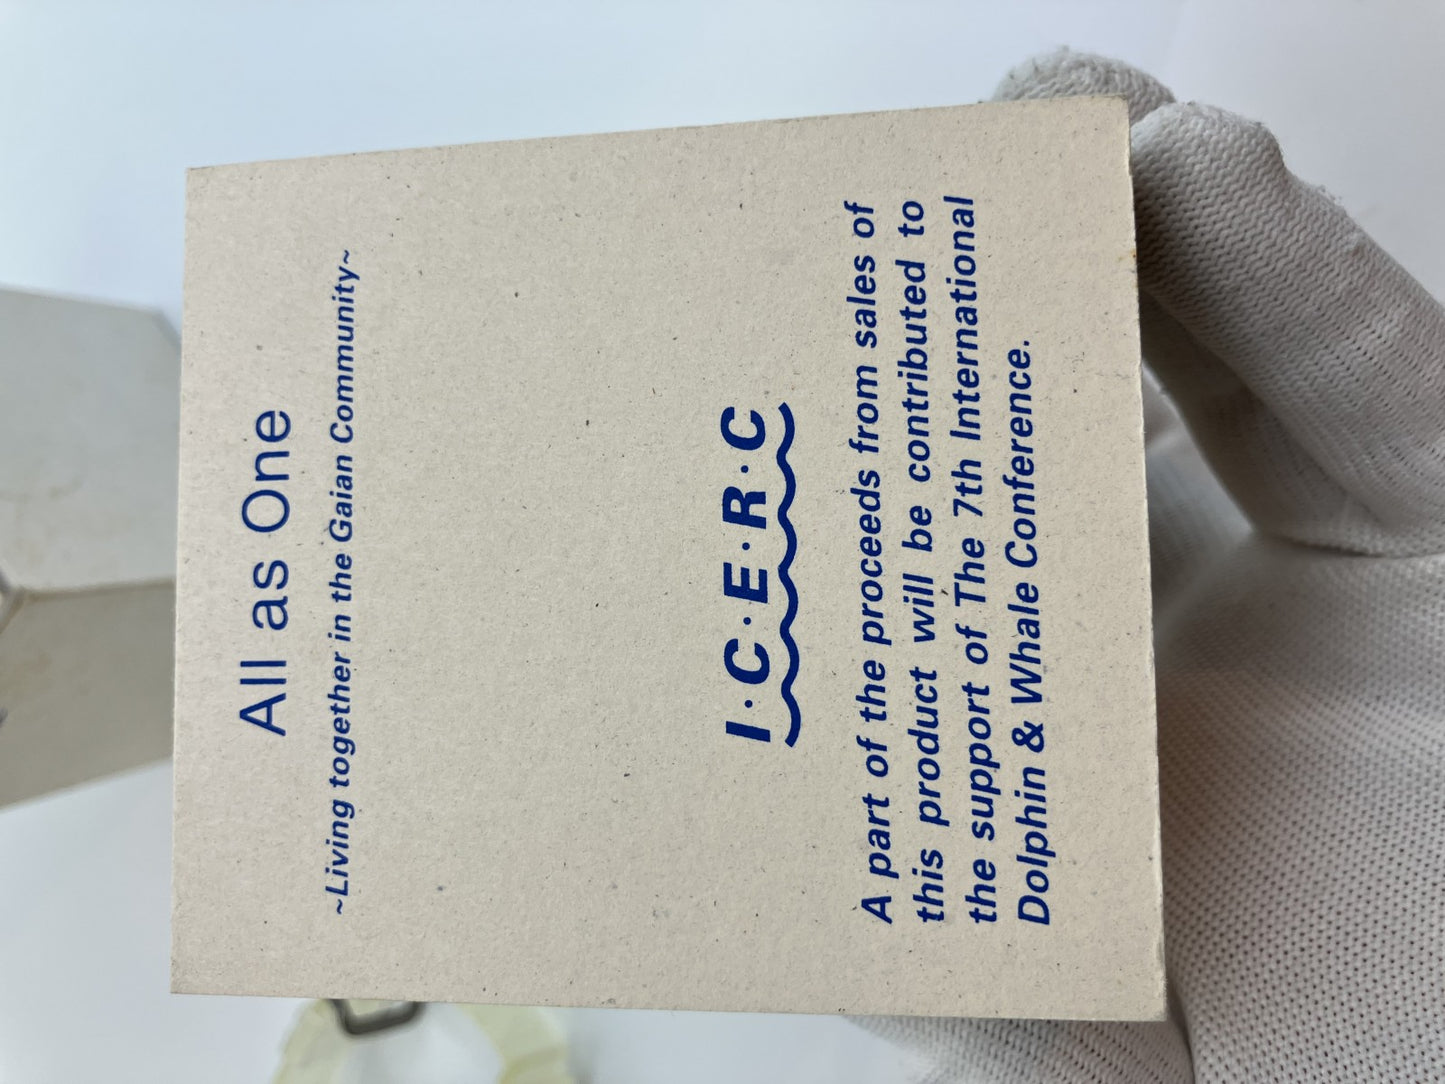 All as One
~Living together in the Gaian Community~
I·C·E·R·C
A part of the proceeds from sales of
this product will be contributed to
the support of The 7th International
Dolphin & Whale Conference.